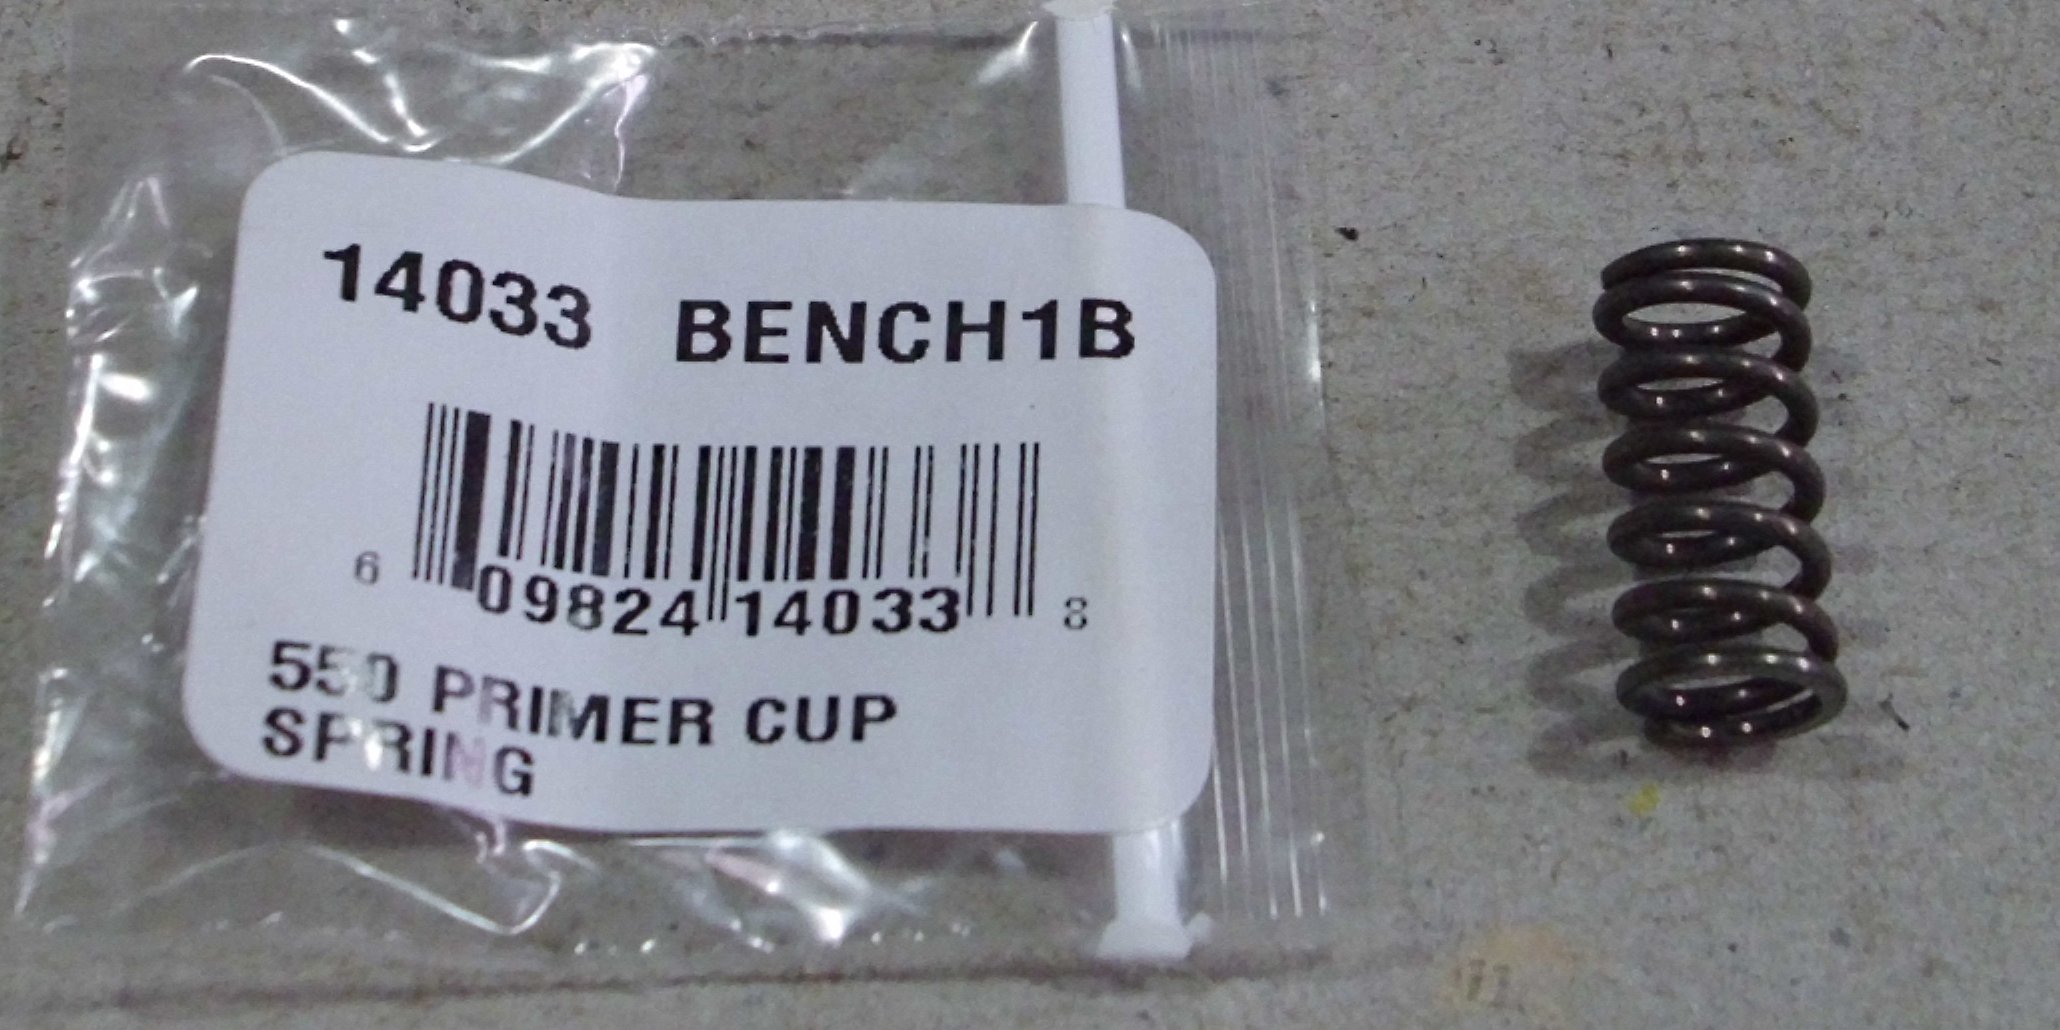 14033 BENCH1B
6 09824 14033 8
550 PRIMER CUP
SPRING